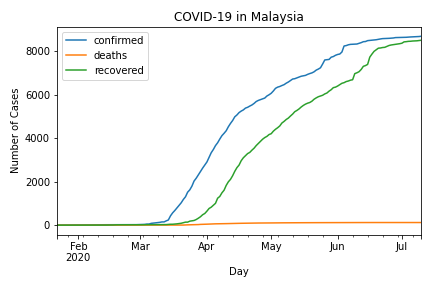 COVID-19 in Malaysia
confirmed
deaths
recovered
Number of Cases
8000
6000
4000
2000
0
Feb Mar Apr May Jun Jul
2020
Day